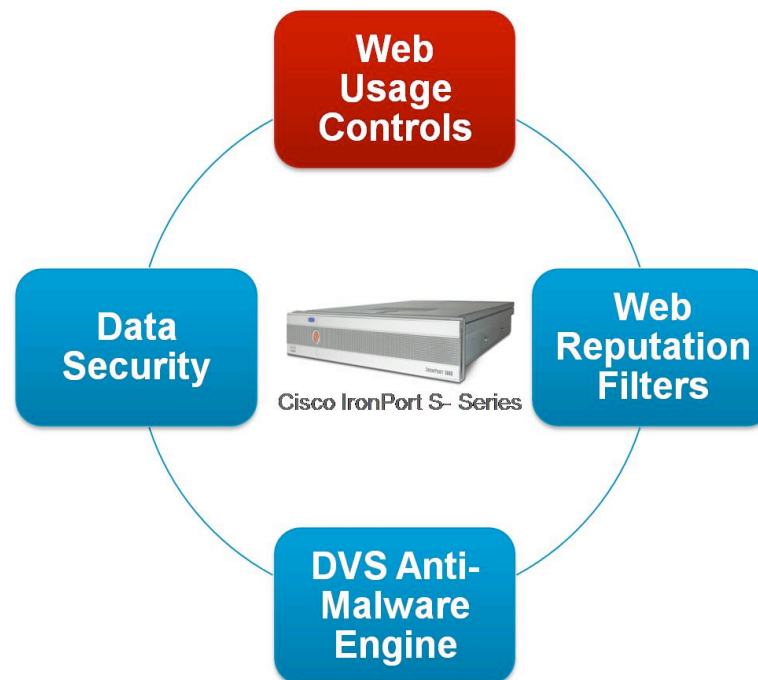 Web
Usage
Controls
Data
Security
Web
Reputation
Filters
Cisco IronPort S- Series
DVS Anti-
Malware
Engine